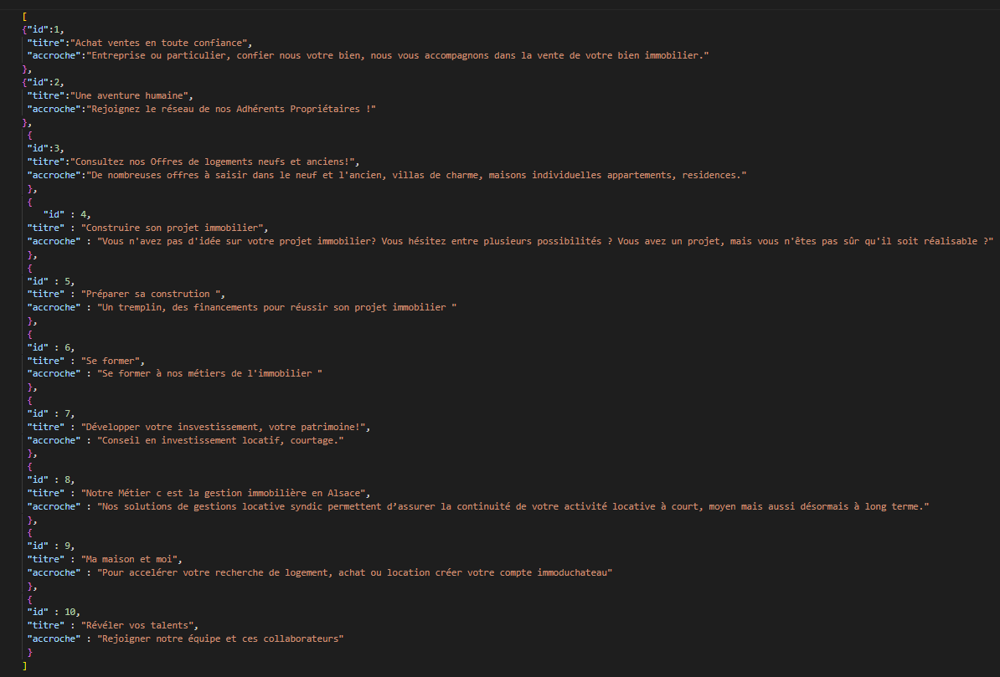 [
{"id":1,
"titre":"Achat ventes en toute confiance",
"accroche":"Entreprise ou particulier, confier nous votre bien, nous vous accompagnons dans la vente de votre bien immobilier."
},
{"id":2,
"titre":"Une aventure humaine",
"accroche":"Rejoignez le réseau de nos Adhérents Propriétaires !"
},
{
"id":3,
"titre":"Consultez nos Offres de logements neufs et anciens!",
"accroche":"De nombreuses offres à saisir dans le neuf et l'ancien, villas de charme, maisons individuelles appartements, residences."
},
{
"id" : 4,
"titre" : "Construire son projet immobilier",
"accroche" : "Vous n'avez pas d'idée sur votre projet immobilier? Vous hésitez entre plusieurs possibilités ? Vous avez un projet, mais vous n'êtes pas sûr qu'il soit réalisable ?"
},
{
"id" : 5,
"titre" : "Préparer sa constrution ",
"accroche" : "Un tremplin, des financements pour réussir son projet immobilier "
},
{
"id" : 6,
"titre" : "Se former",
"accroche" : "Se former à nos métiers de l'immobilier "
},
{
"id" : 7,
"titre" : "Développer votre insvestissement, votre patrimoine!",
"accroche" : "Conseil en investissement locatif, courtage."
},
{
"id" : 8,
"titre" : "Notre Métier c est la gestion immobilière en Alsace",
"accroche" : "Nos solutions de gestions locative syndic permettent d’assurer la continuité de votre activité locative à court, moyen mais aussi désormais à long terme."
},
{
"id" : 9,
"titre" : "Ma maison et moi",
"accroche" : "Pour accelérer votre recherche de logement, achat ou location créer votre compte immoduchateau"
},
{
"id" : 10,
"titre" : "Révéler vos talents",
"accroche" : "Rejoigner notre équipe et ces collaborateurs"
}
]